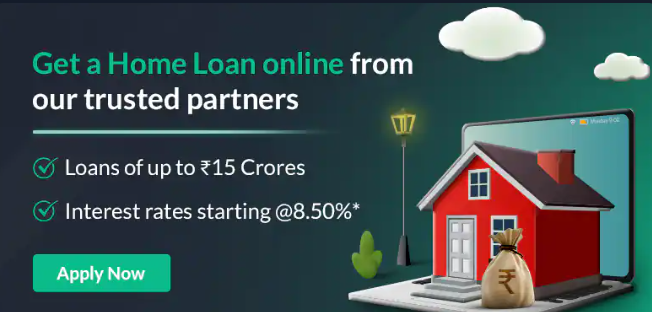 Get a Home Loan online from
our trusted partners
Loans of up to ₹15 Crores
Interest rates starting @8.50%*
Apply Now
₹